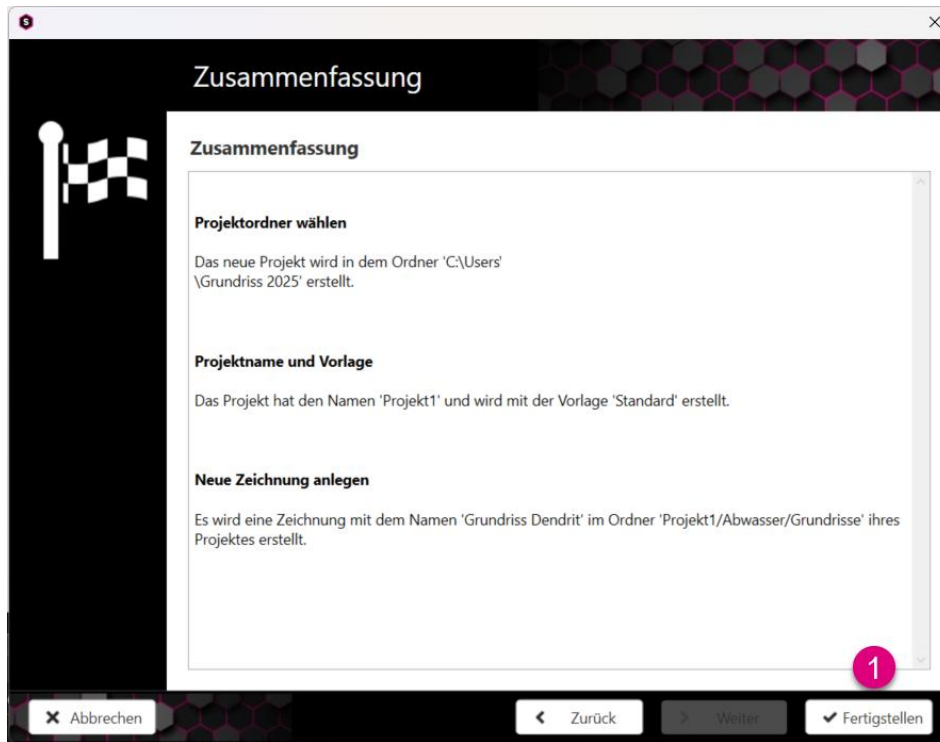 S
Zusammenfassung
Zusammenfassung
Projektordner wählen
Das neue Projekt wird in dem Ordner 'C:\Users'
\Grundriss 2025' erstellt.
Projektname und Vorlage
Das Projekt hat den Namen 'Projekt1' und wird mit der Vorlage 'Standard' erstellt.
Neue Zeichnung anlegen
Es wird eine Zeichnung mit dem Namen 'Grundriss Dendrit' im Ordner 'Projekt1/Abwasser/Grundrisse' ihres
Projektes erstellt.
1
Abbrechen
Zurück
Weiter
Fertigstellen